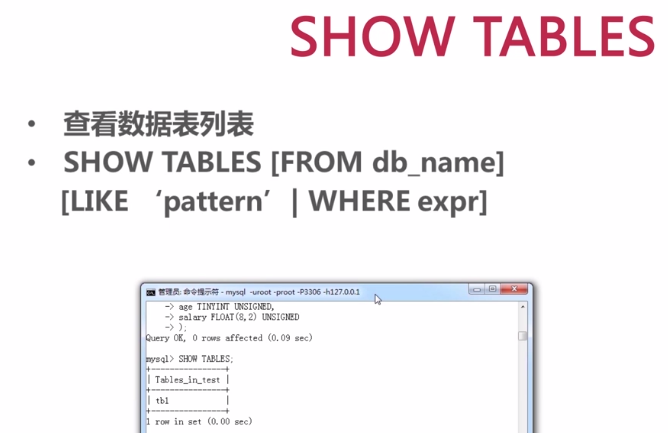 SHOW TABLES
• 查看数据表列表
• SHOW TABLES [FROM db_name]
[LIKE ‘pattern’ | WHERE expr]
管理员: 命令提示符 - mysql -uroot -proot -P3306 -h127.0.0.1
-> age TINYINT UNSIGNED,
-> salary FLOAT(8,2) UNSIGNED
-> );
Query OK, 0 rows affected (0.09 sec)
mysql> SHOW TABLES;
+----------------+
| Tables_in_test |
+----------------+
| tb1            |
+----------------+
1 row in set (0.00 sec)